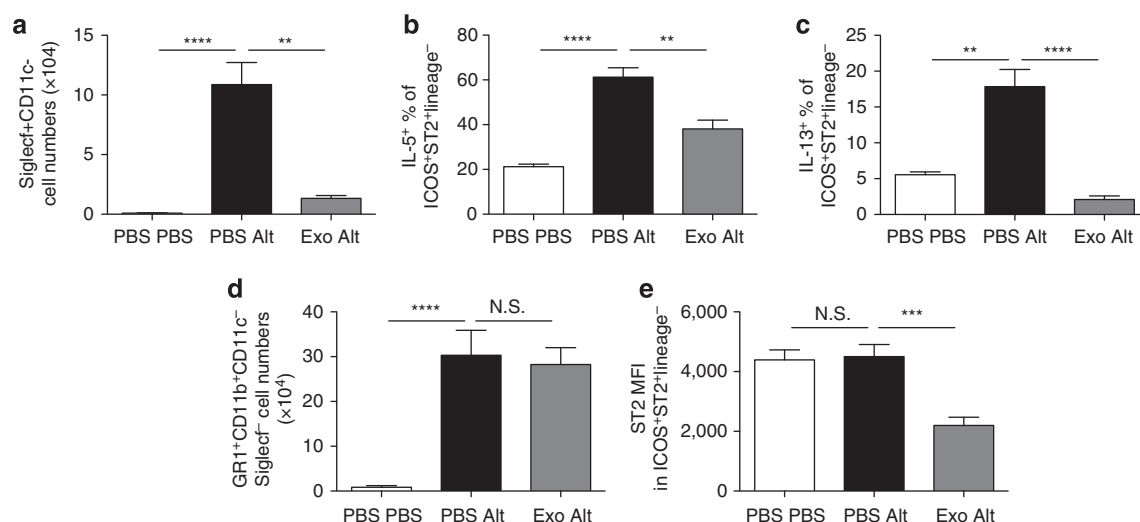 a
Siglecf+CD11c-
cell numbers (×104)
15
10
5
0
****
**
PBS PBS
PBS Alt
Exo Alt
b
IL-5⁺ % of
ICOS⁺ST2⁺lineage⁻
80
60
40
20
0
****
**
PBS PBS
PBS Alt
Exo Alt
c
IL-13⁺ % of
ICOS⁺ST2⁺lineage⁻
25
20
15
10
5
0
**
****
PBS PBS
PBS Alt
Exo Alt
d
GR1⁺CD11b⁺CD11c⁻
Siglecf⁻ cell numbers
(×10⁴)
40
30
20
10
0
****
N.S.
PBS PBS
PBS Alt
Exo Alt
e
ST2 MFI
in ICOS⁺ST2⁺lineage⁻
6,000
4,000
2,000
0
N.S.
***
PBS PBS
PBS Alt
Exo Alt